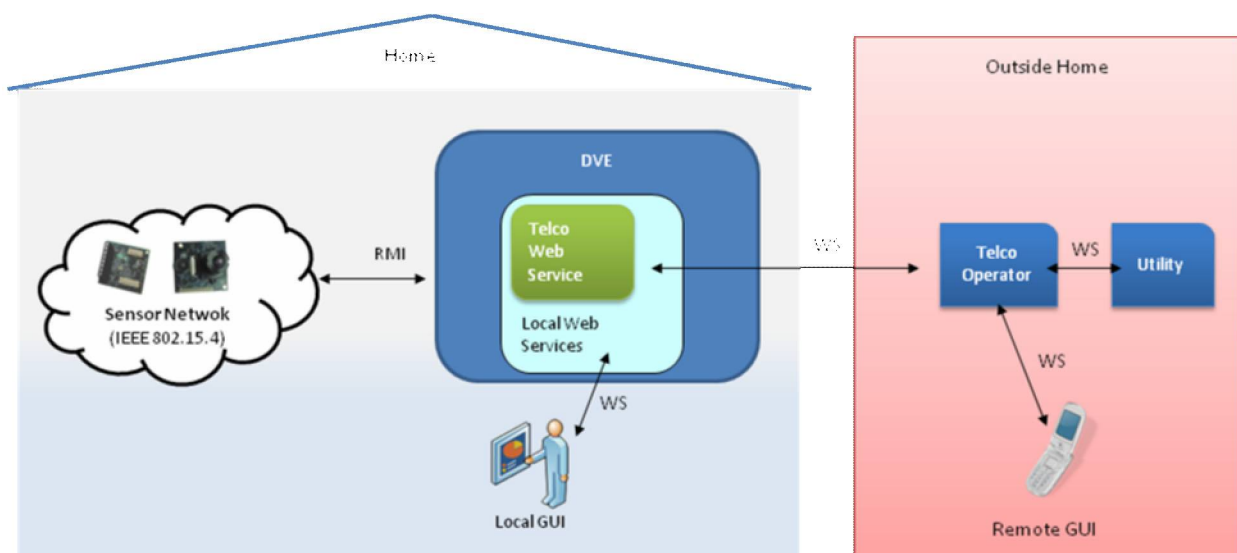 Home
Outside Home
DVE
Telco
Web
Service
Local Web
Services
RMI
Sensor Netwok
(IEEE 802.15.4)
WS
Local GUI
WS
Telco
Operator
WS
Utility
WS
Remote GUI